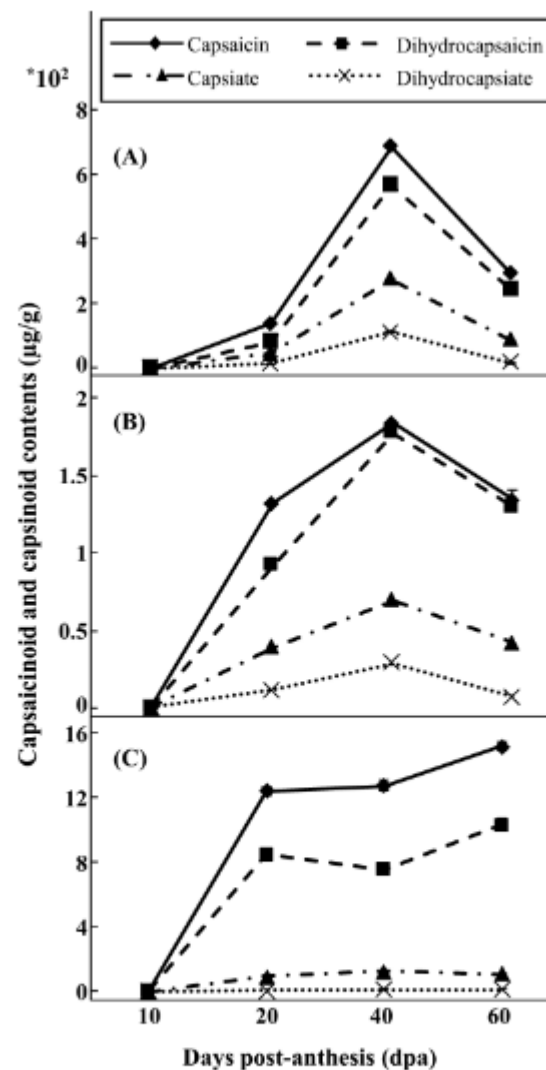 Capsaicin Dihydrocapsaicin
Capsiate Dihydrocapsiate
*10²
8
(A)
6
4
2
0
2
(B)
1.5
1
0.5
0
16
(C)
12
8
4
0
10 20 40 60
Days post-anthesis (dpa)
Capsaicinoid and capsinoid contents (µg/g)